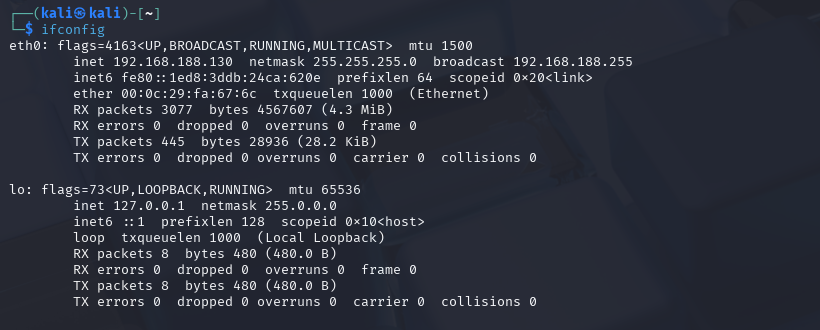 ┌──(kali㉿kali)-[~]
└─$ ifconfig
eth0: flags=4163<UP,BROADCAST,RUNNING,MULTICAST>  mtu 1500
        inet 192.168.188.130  netmask 255.255.255.0  broadcast 192.168.188.255
        inet6 fe80::1ed8:3ddb:24ca:620e  prefixlen 64  scopeid 0×20<link>
        ether 00:0c:29:fa:67:6c  txqueuelen 1000  (Ethernet)
        RX packets 3077  bytes 4567607 (4.3 MiB)
        RX errors 0  dropped 0  overruns 0  frame 0
        TX packets 445  bytes 28936 (28.2 KiB)
        TX errors 0  dropped 0 overruns 0  carrier 0  collisions 0
lo: flags=73<UP,LOOPBACK,RUNNING>  mtu 65536
        inet 127.0.0.1  netmask 255.0.0.0
        inet6 ::1  prefixlen 128  scopeid 0×10<host>
        loop  txqueuelen 1000  (Local Loopback)
        RX packets 8  bytes 480 (480.0 B)
        RX errors 0  dropped 0  overruns 0  frame 0
        TX packets 8  bytes 480 (480.0 B)
        TX errors 0  dropped 0 overruns 0  carrier 0  collisions 0